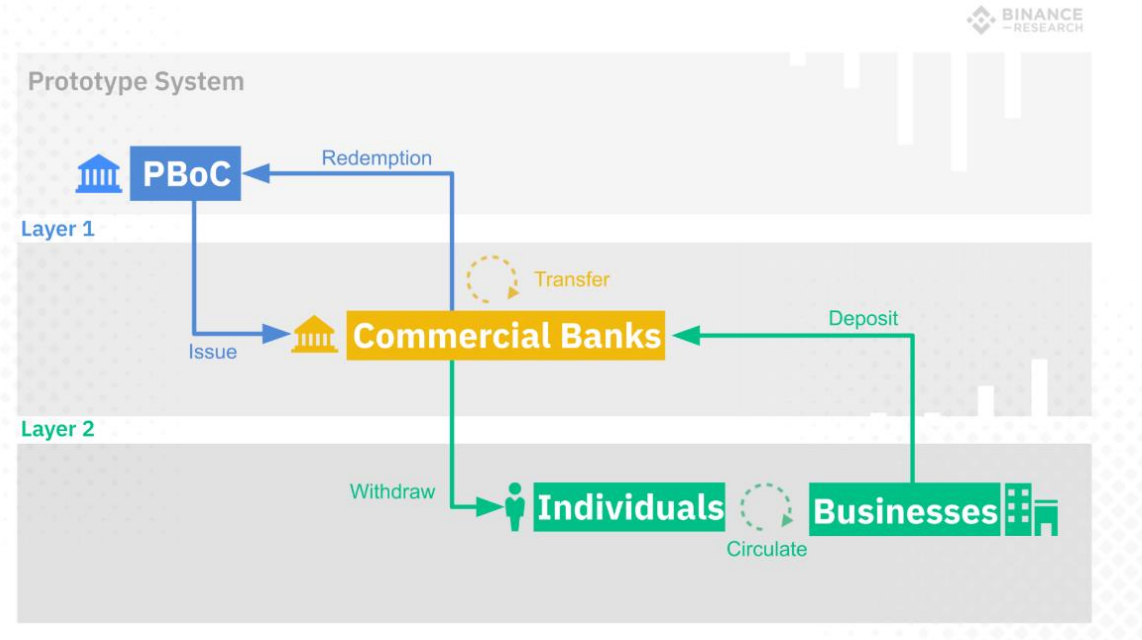 BINANCE
RESEARCH
Prototype System
Redemption
PBoC
Layer 1
Transfer
Deposit
Commercial Banks
Issue
Layer 2
Withdraw
Individuals
Businesses
Circulate